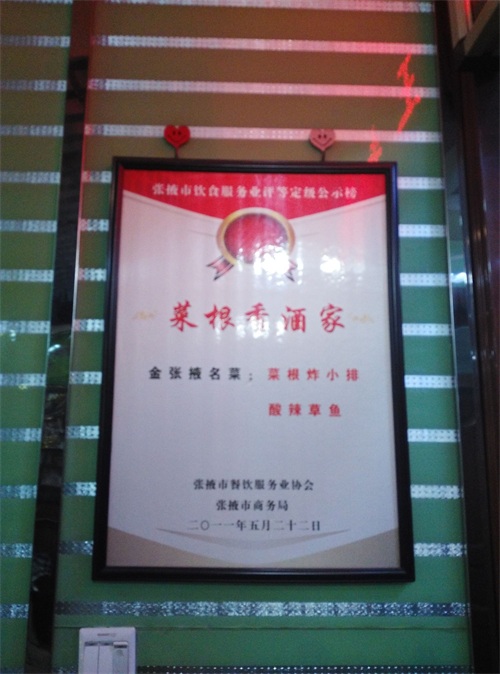 张掖市饮食服务业评等定级公示榜
菜根香酒家
金张掖名菜：菜根炸小排
酸辣草鱼
张掖市餐饮服务业协会
张掖市商务局
二〇一一年五月二十二日